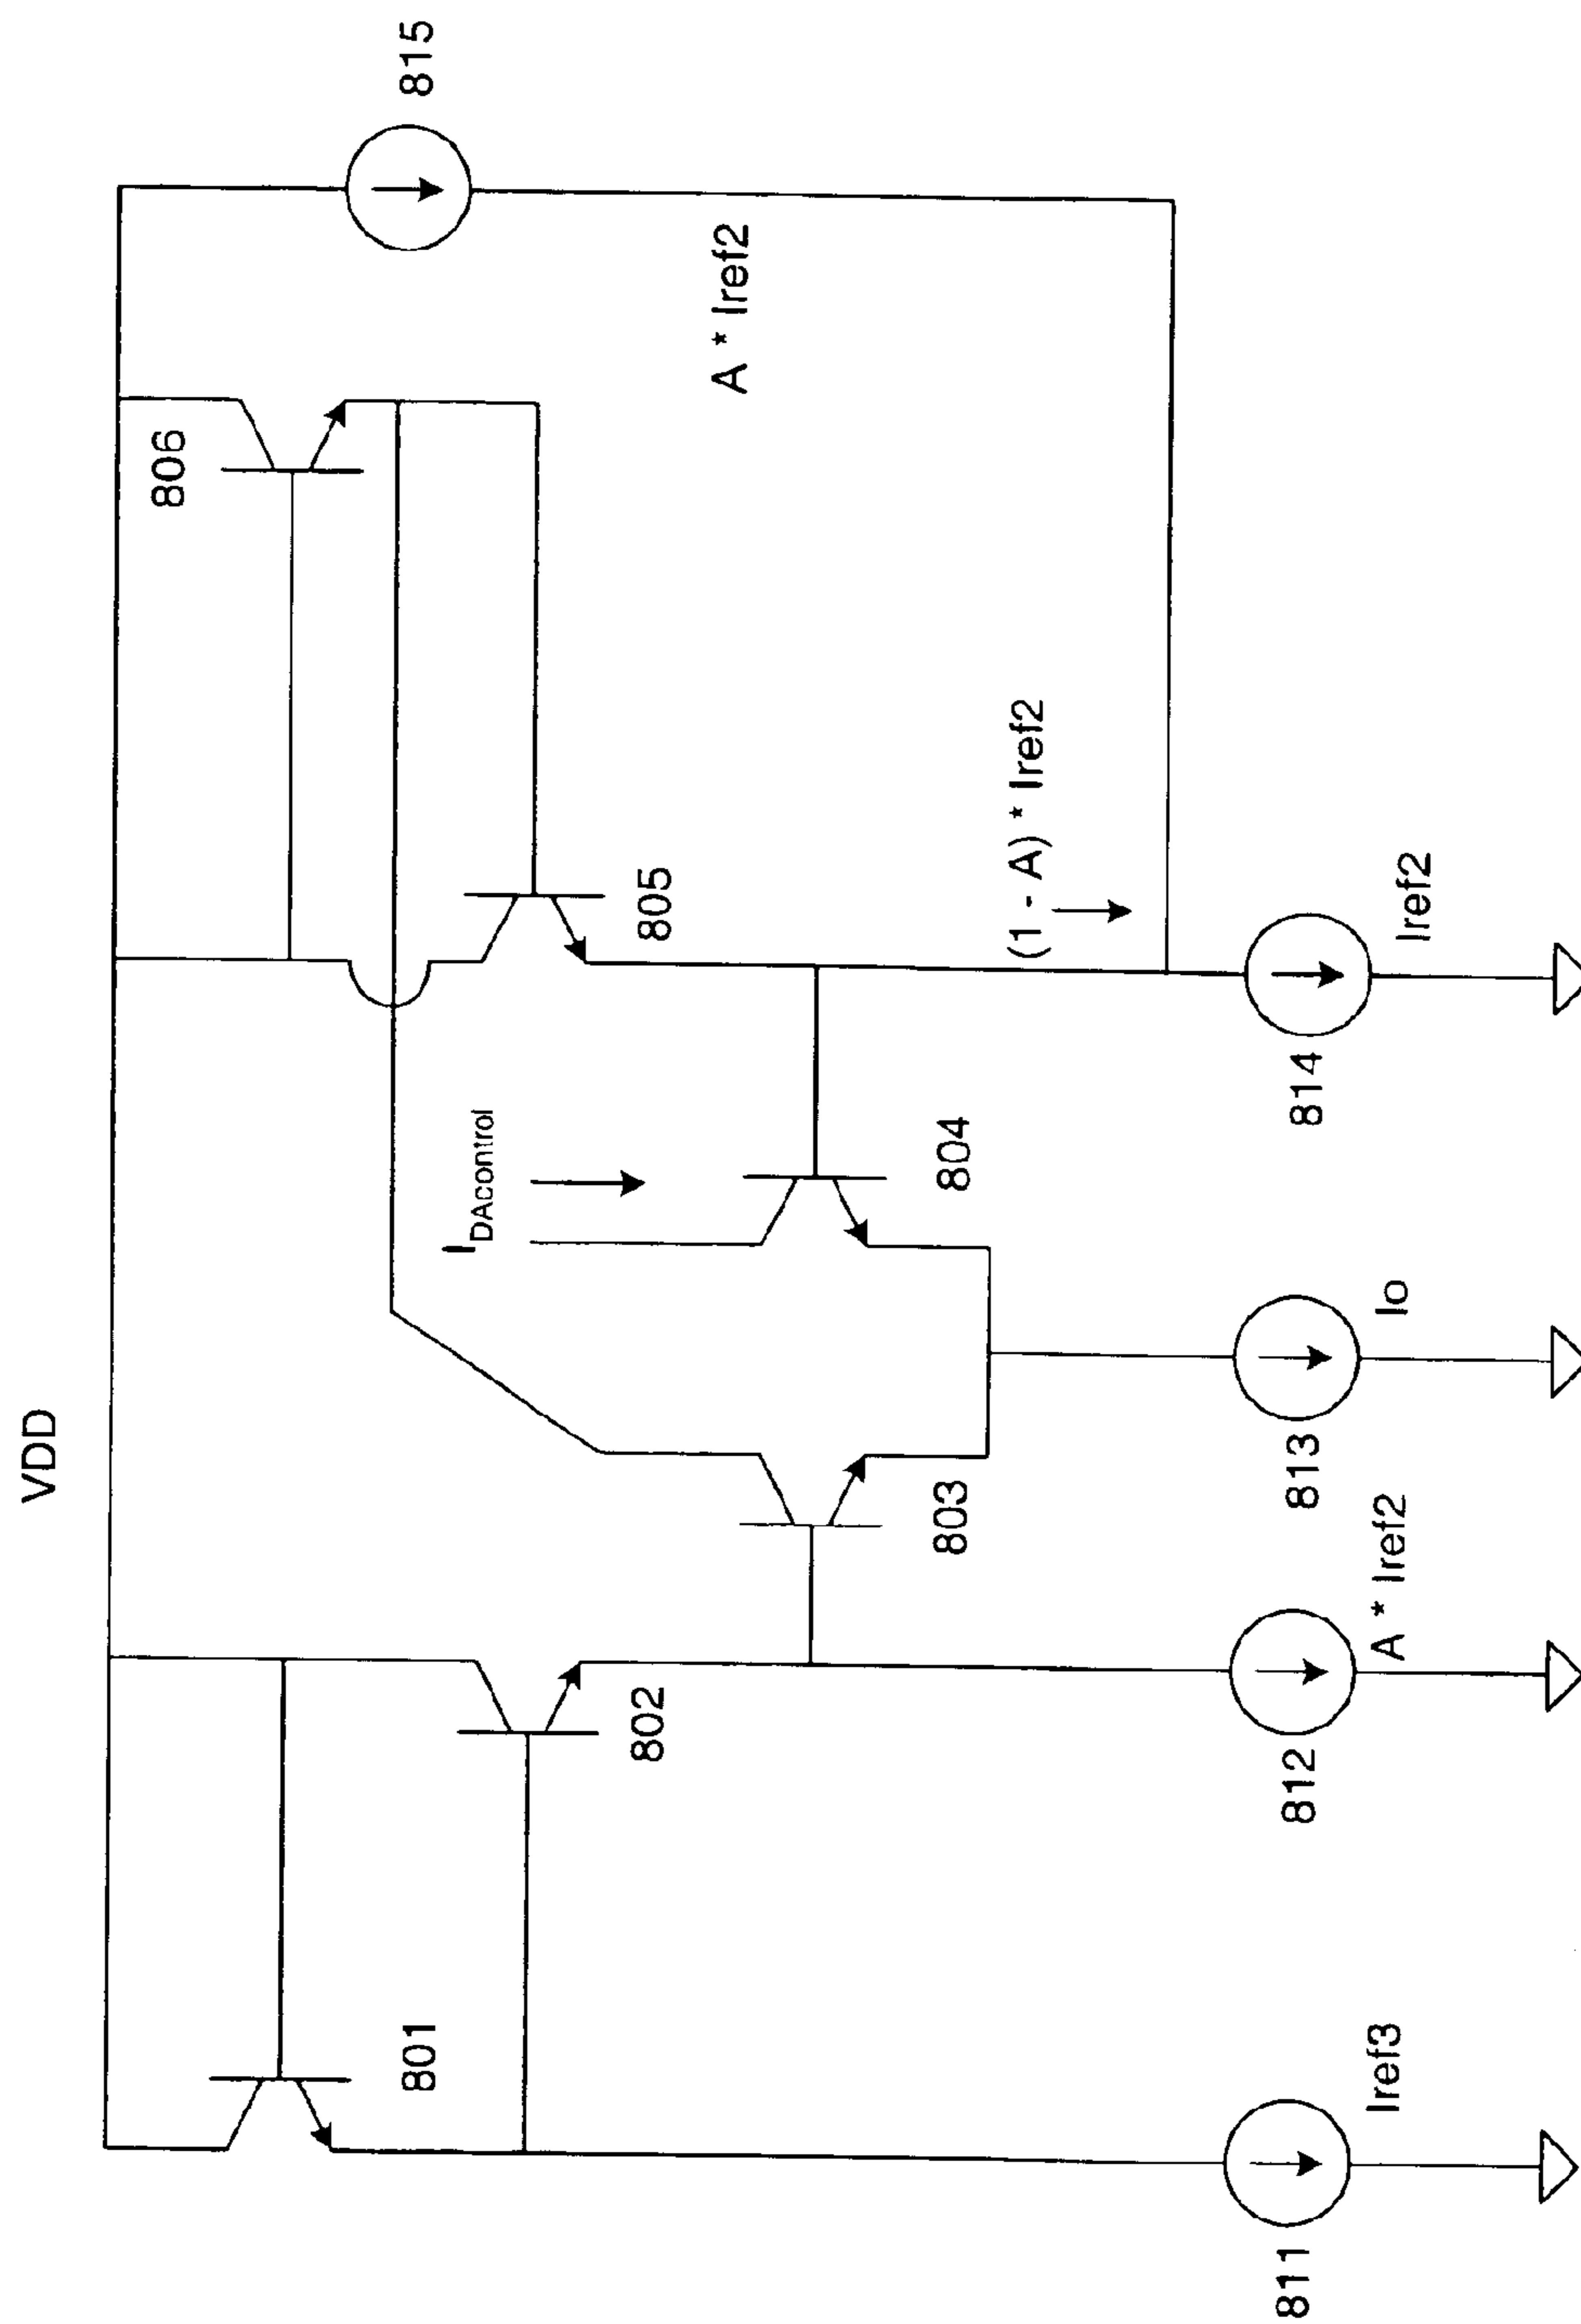 VDD
815
806
A * Iref2
805
(1 - A) * Iref2
I_DAcontrol
804
803
802
801
814
Iref2
813
Io
812
A * Iref2
811
Iref3